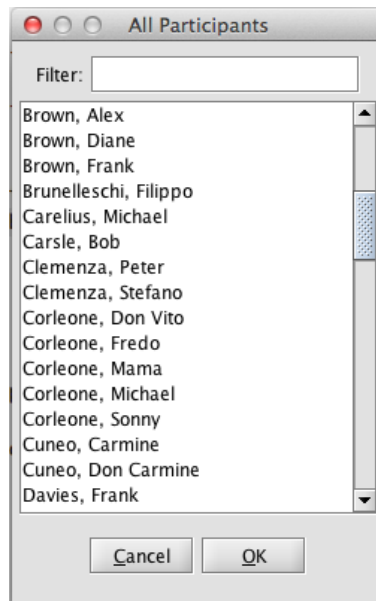 All Participants
Filter:
Brown, Alex
Brown, Diane
Brown, Frank
Brunelleschi, Filippo
Carelius, Michael
Carsle, Bob
Clemenza, Peter
Clemenza, Stefano
Corleone, Don Vito
Corleone, Fredo
Corleone, Mama
Corleone, Michael
Corleone, Sonny
Cuneo, Carmine
Cuneo, Don Carmine
Davies, Frank
Cancel OK